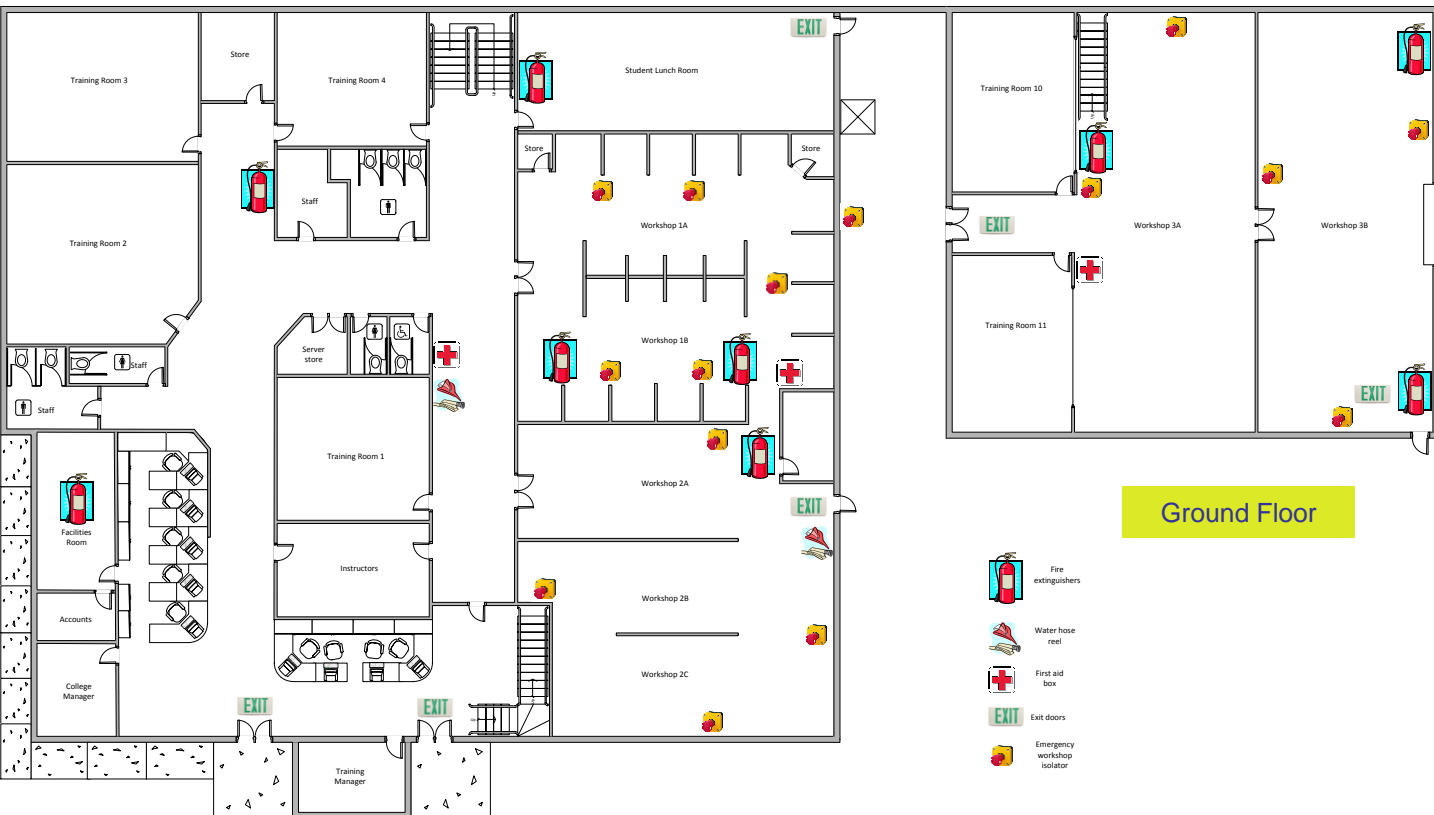 EXIT
Store
Training Room 3
Training Room 4
Student Lunch Room
Training Room 10
Store
Store
Staff
Training Room 2
Workshop 1A
EXIT
Workshop 3A
Workshop 3B
Server
store
Workshop 1B
Training Room 11
Staff
Staff
EXIT
Training Room 1
Workshop 2A
EXIT
Ground Floor
Facilities
Room
Instructors
Fire
extinguishers
Workshop 2B
Accounts
Water hose
reel
College
Manager
Workshop 2C
First aid
box
EXIT
EXIT
EXIT
Exit doors
Training
Manager
Emergency
workshop
isolator